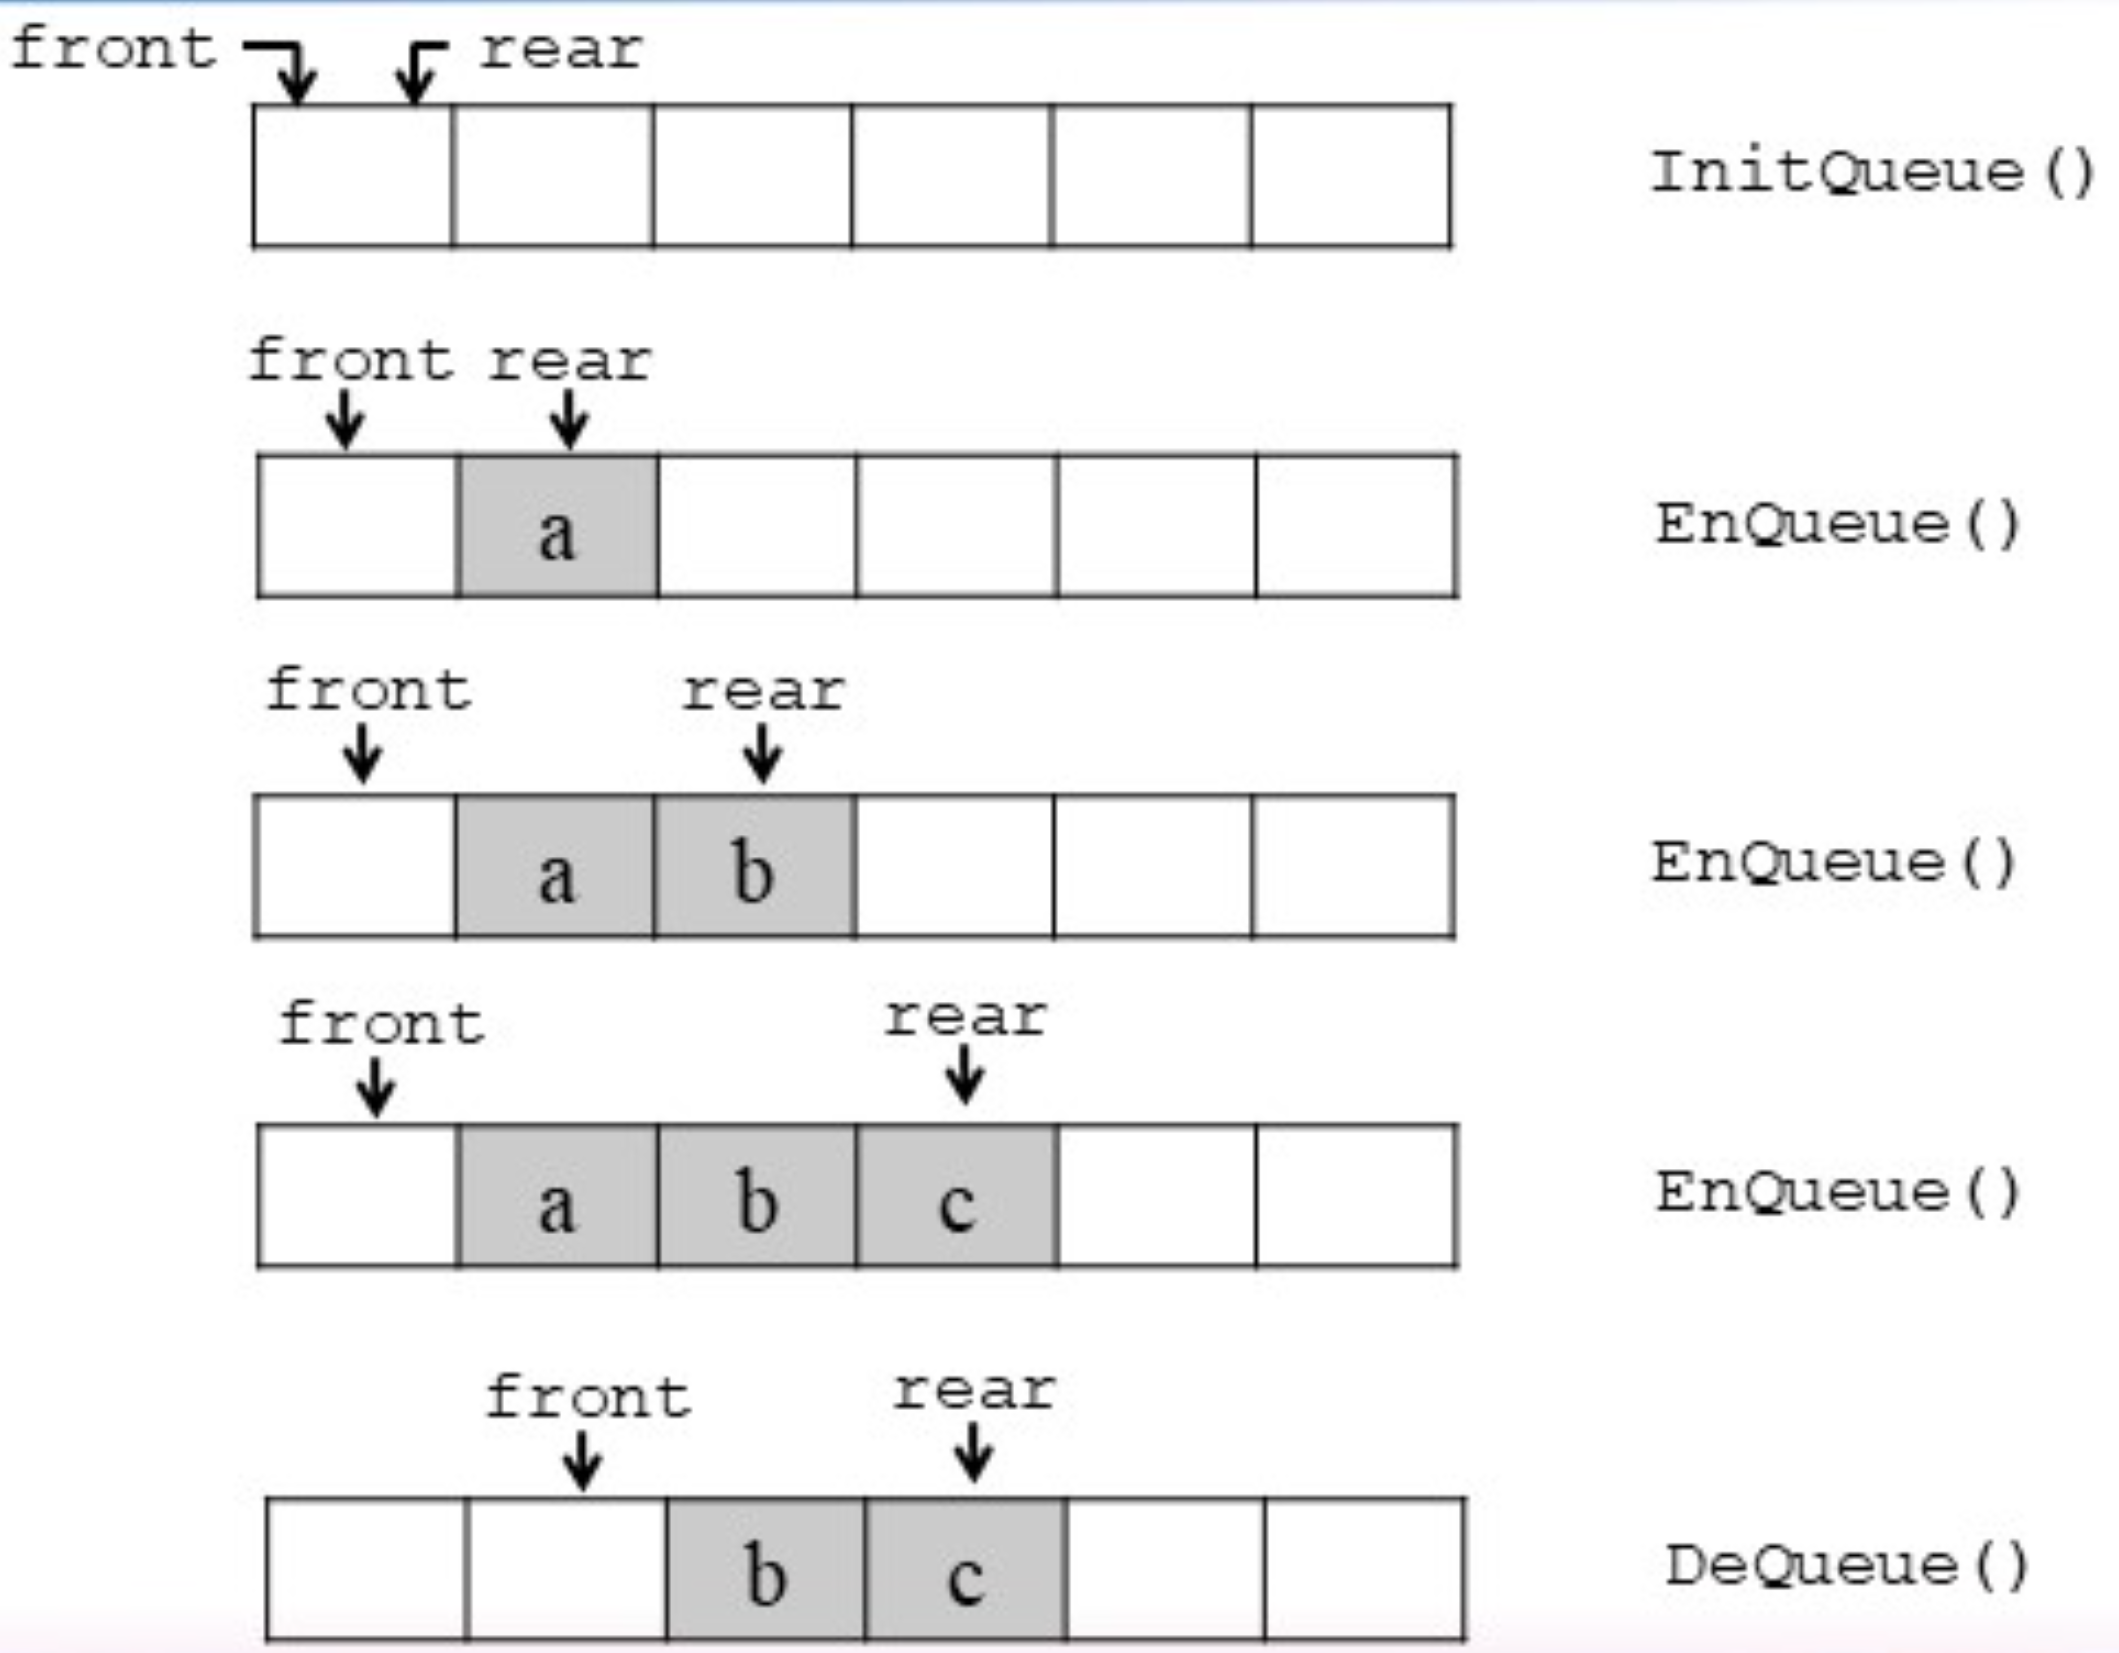 front rear
InitQueue()
front rear
a
EnQueue()
front rear
a b
EnQueue()
front rear
a b c
EnQueue()
front rear
b c
DeQueue()